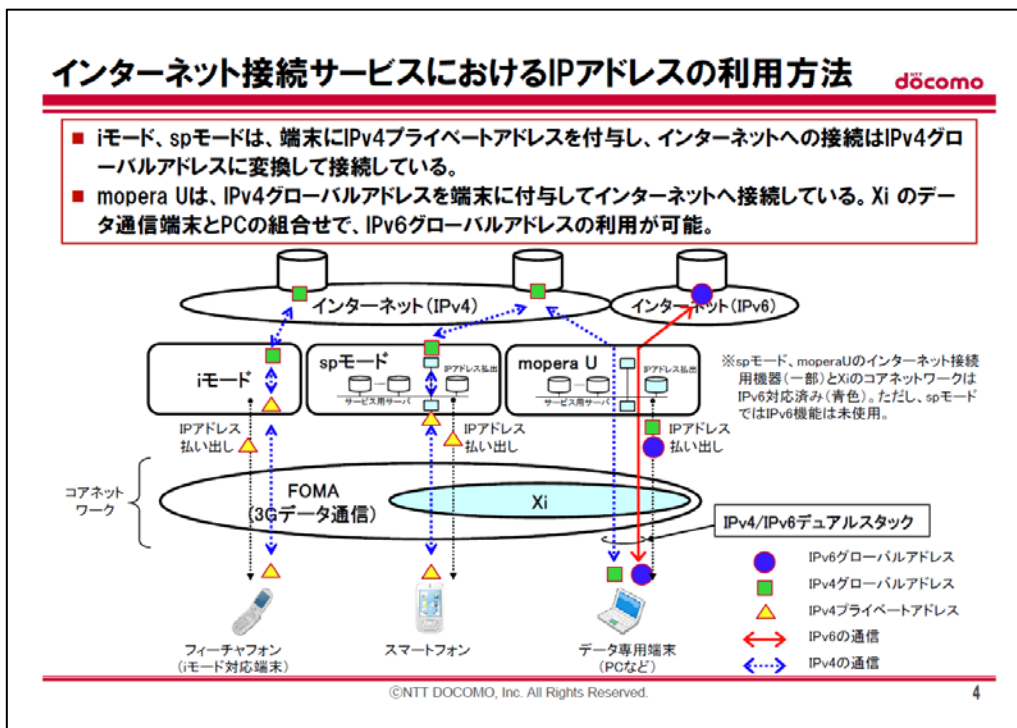 インターネット接続サービスにおけるIPアドレスの利用方法
NTT
döcomo
■ iモード、spモードは、端末にIPv4プライベートアドレスを付与し、インターネットへの接続はIPv4グロ
ーバルアドレスに変換して接続している。
■ mopera Uは、IPv4グローバルアドレスを端末に付与してインターネットへ接続している。Xi のデー
タ通信端末とPCの組合せで、IPv6グローバルアドレスの利用が可能。
インターネット(IPv4)
インターネット(IPv6)
iモード
spモード
IPアドレス払出
サービス用サーバ
mopera U
IPアドレス払出
サービス用サーバ
※spモード、moperaUのインターネット接続
用機器(一部)とXiのコアネットワークは
IPv6対応済み(青色)。ただし、spモード
ではIPv6機能は未使用。
IPアドレス
払い出し
IPアドレス
払い出し
IPアドレス
払い出し
コアネット
ワーク
FOMA
(3Gデータ通信)
Xi
IPv4/IPv6デュアルスタック
IPv6グローバルアドレス
IPv4グローバルアドレス
IPv4プライベートアドレス
IPv6の通信
IPv4の通信
フィーチャフォン
(iモード対応端末)
スマートフォン
データ専用端末
(PCなど)
©NTT DOCOMO, Inc. All Rights Reserved.
4